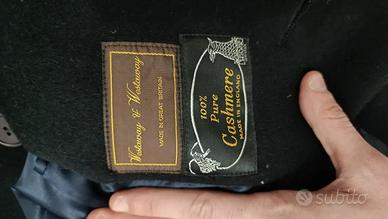 Westaway & Westaway
MADE IN GREAT BRITAIN
100%
Pure
Cashmere
MADE IN ENGLAND
subito